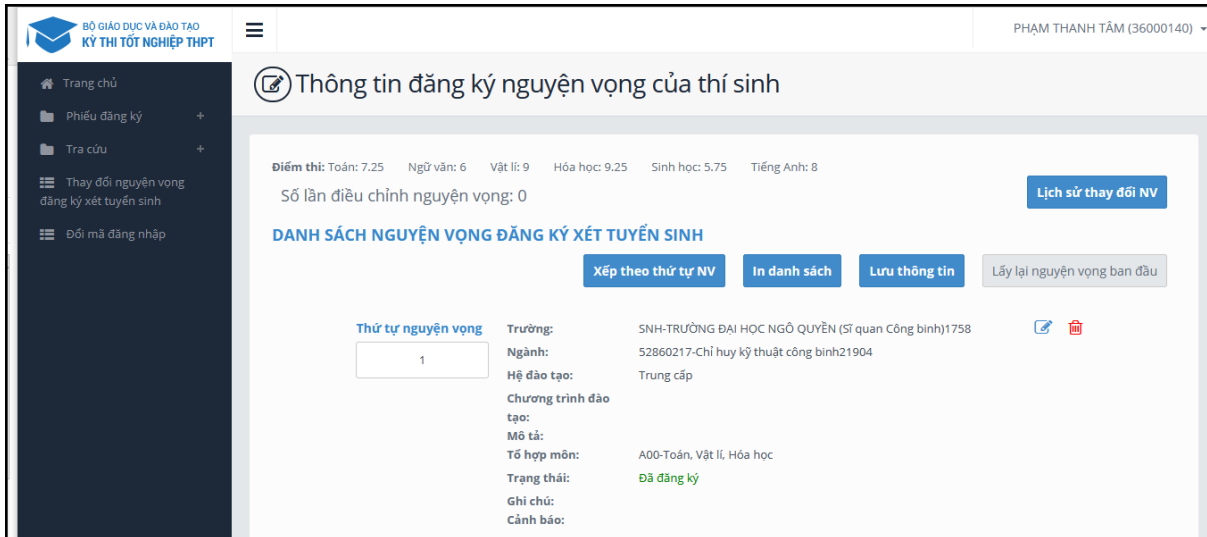 BỘ GIÁO DỤC VÀ ĐÀO TẠO
KỲ THI TỐT NGHIỆP THPT
PHẠM THANH TÂM (36000140)
Trang chủ
Phiếu đăng ký +
Tra cứu +
Thay đổi nguyện vọng
đăng ký xét tuyển sinh
Đổi mã đăng nhập
Thông tin đăng ký nguyện vọng của thí sinh
Điểm thi: Toán: 7.25 Ngữ văn: 6 Vật lí: 9 Hóa học: 9.25 Sinh học: 5.75 Tiếng Anh: 8
Số lần điều chỉnh nguyện vọng: 0
Lịch sử thay đổi NV
DANH SÁCH NGUYỆN VỌNG ĐĂNG KÝ XÉT TUYỂN SINH
Xếp theo thứ tự NV In danh sách Lưu thông tin Lấy lại nguyện vọng ban đầu
Thứ tự nguyện vọng
1
Trường: SNH-TRƯỜNG ĐẠI HỌC NGÔ QUYỀN (Sĩ quan Công binh)1758
Ngành: 52860217-Chỉ huy kỹ thuật công binh21904
Hệ đào tạo: Trung cấp
Chương trình đào
tạo:
Mô tả:
Tổ hợp môn: A00-Toán, Vật lí, Hóa học
Trạng thái: Đã đăng ký
Ghi chú:
Cảnh báo: